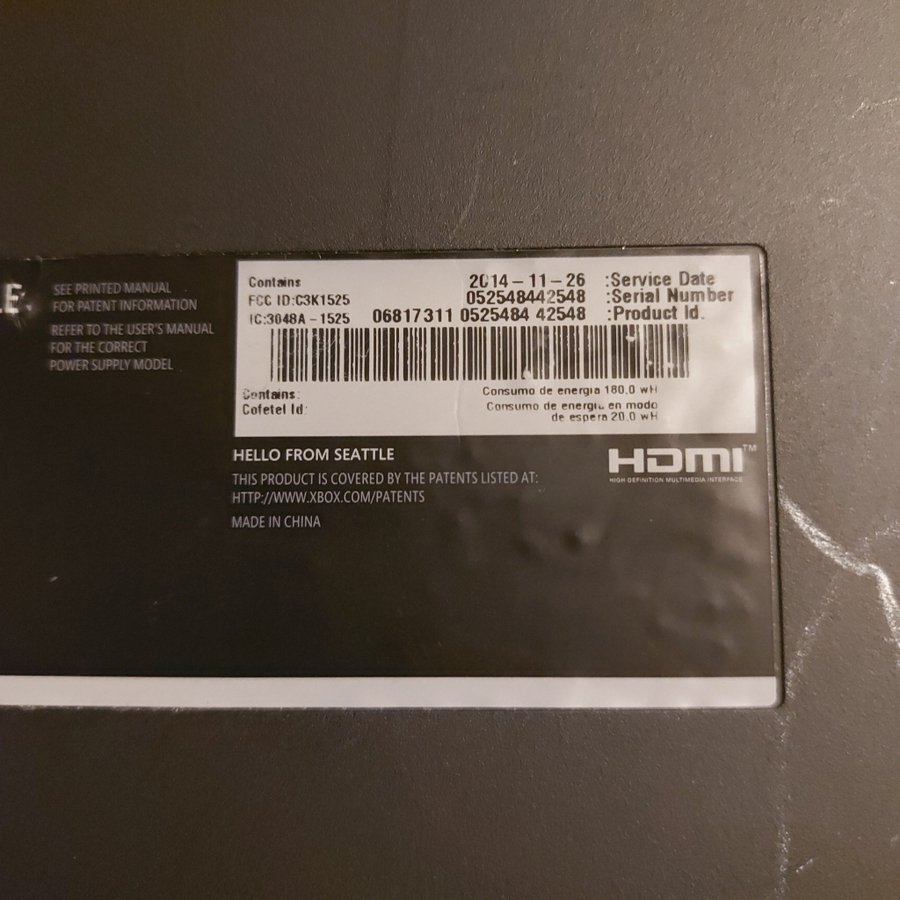 LE
SEE PRINTED MANUAL
FOR PATENT INFORMATION
REFER TO THE USER'S MANUAL
FOR THE CORRECT
POWER SUPPLY MODEL
Contains
FCC ID:C3K1525
IC:3048A-1525
2014-11-26 :Service Date
052548442548 :Serial Number
06817311 0525484 42548 :Product Id.
Contains:
Cofetel Id:
Consumo de energia 180.0 wH
Consumo de energia en modo
de espera 20.0 wH
HELLO FROM SEATTLE
THIS PRODUCT IS COVERED BY THE PATENTS LISTED AT:
HTTP://WWW.XBOX.COM/PATENTS
MADE IN CHINA
HDMI™
HIGH DEFINITION MULTIMEDIA INTERFACE